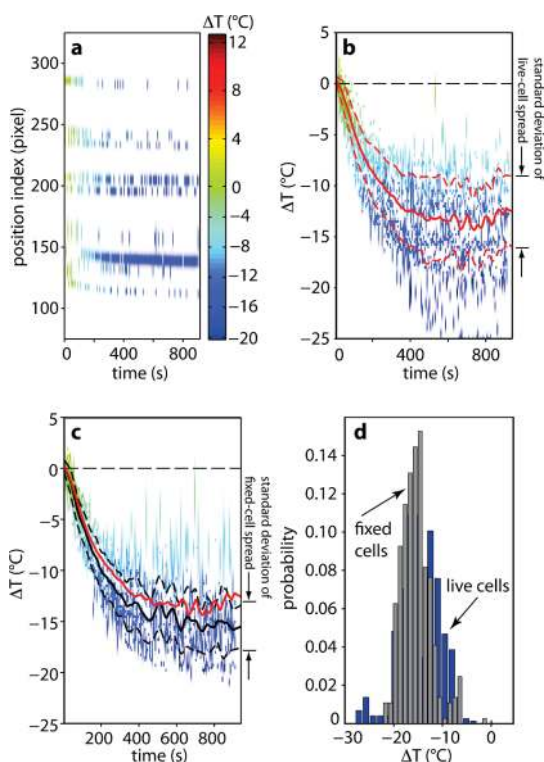 ΔT (°C)
a
position index (pixel)
300
250
200
150
100
0 400 800
time (s)
12
8
4
0
−4
−8
−12
−16
−20
b
ΔT (°C)
5
0
−5
−10
−15
−20
−25
0 400 800
time (s)
standard deviation of
live-cell spread
c
ΔT (°C)
5
0
−5
−10
−15
−20
−25
200 400 600 800
time (s)
standard deviation of
fixed-cell spread
d
probability
0.14
0.12
0.10
0.08
0.06
0.04
0.02
0
−30 −20 −10 0
ΔT (°C)
fixed
cells
live cells